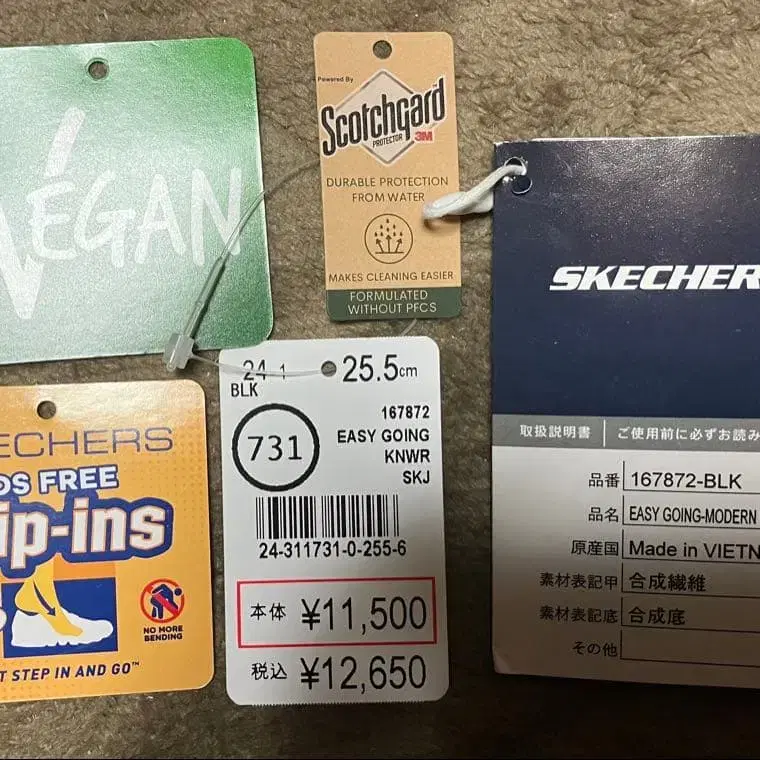 VEGAN
Powered By
Scotchgard
PROTECTOR 3M
DURABLE PROTECTION
FROM WATER
MAKES CLEANING EASIER
FORMULATED
WITHOUT PFCS
SKECHER
取扱説明書 ご使用前に必ずお読み
品番 167872-BLK
品名 EASY GOING-MODERN
原産国 Made in VIETN
素材表記甲 合成繊維
素材表記底 合成底
その他
24-1 25.5cm
BLK
167872
731
EASY GOING
KNWR
SKJ
24-311731-0-255-6
本体 ¥11,500
税込 ¥12,650
ECHERS
DS FREE
ip-ins
NO MORE
BENDING
T STEP IN AND GO™